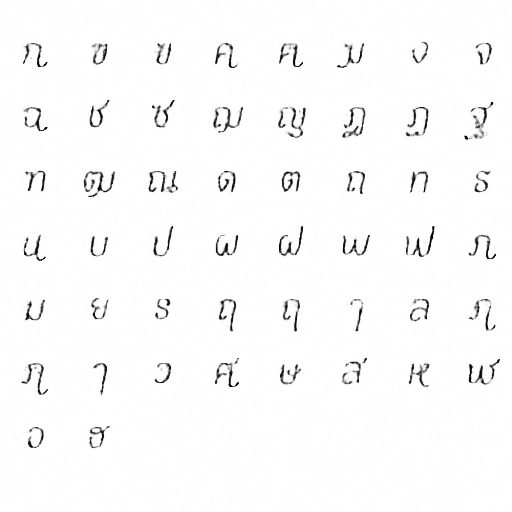 ก ข ฃ ค ฅ ฆ ง จ
ฉ ช ซ ฌ ญ ฎ ฏ ฐ
ฑ ฒ ณ ด ต ถ ท ธ
น บ ป ผ ฝ พ ฟ ภ
ม ย ร ฤ ฤ ๅ ล ฦ
ฦ ๅ ว ศ ษ ส ห ฬ
อ ฮ